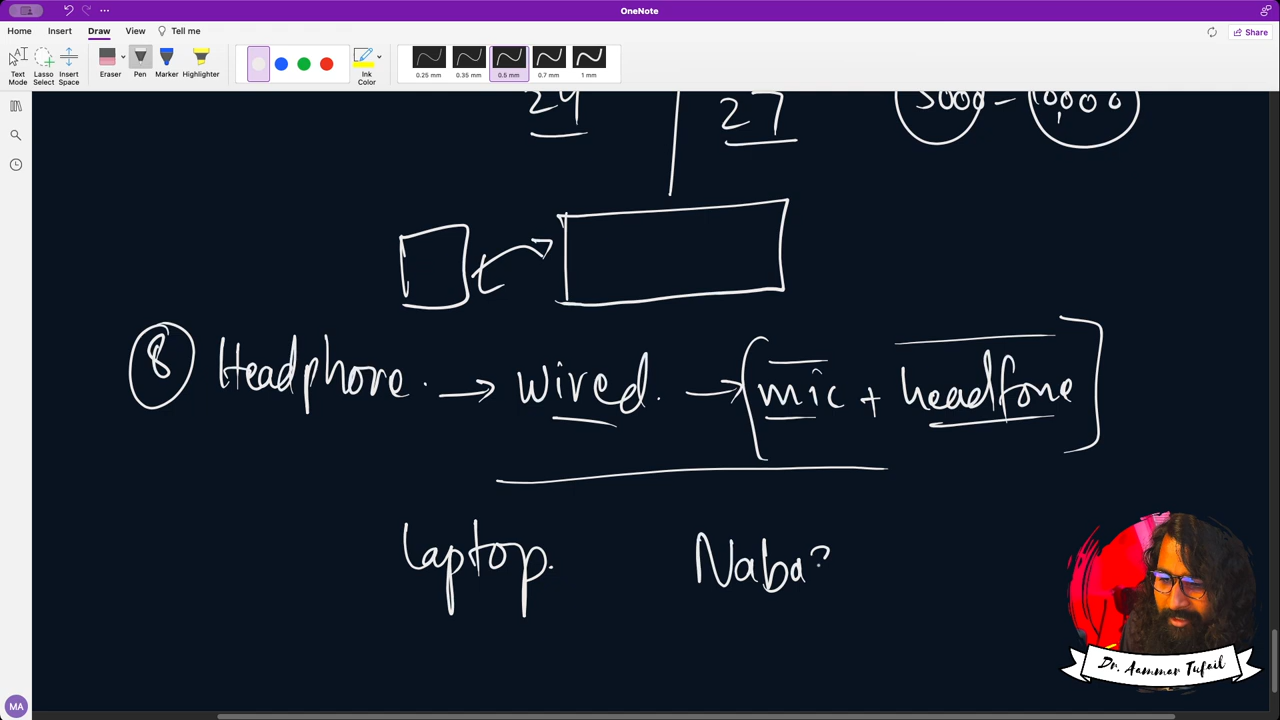 OneNote
Home Insert Draw View Tell me Share
Text Mode Lasso Select Insert Space Eraser Pen Marker Highlighter Ink Color 0.25 mm 0.35 mm 0.5 mm 0.7 mm 1 mm
27 5000 - 10,000
8 Headphone. → wired. → [mic + headfone]
Laptop. Naba?
Dr. Aammar Tufail
MA